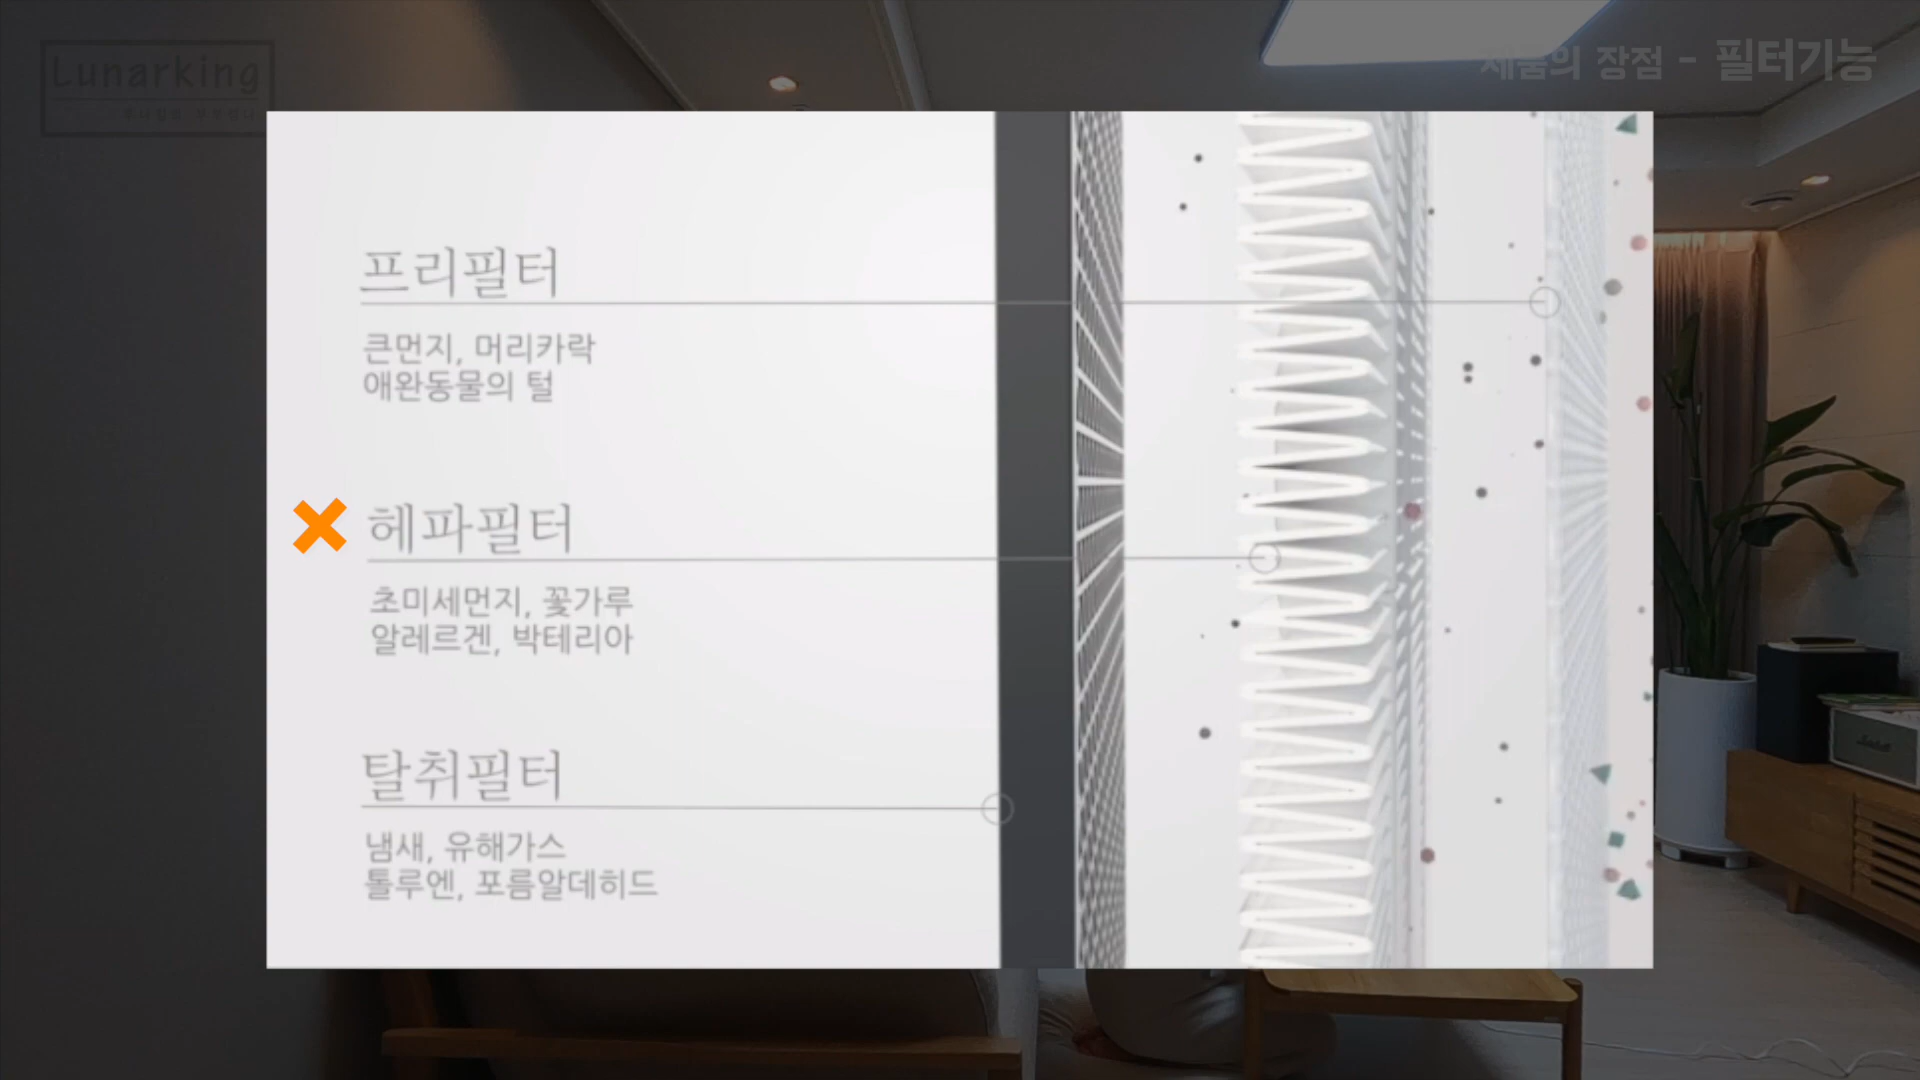 Lunarking
제품의 장점 - 필터기능
프리필터
큰먼지, 머리카락
애완동물의 털
헤파필터
초미세먼지, 꽃가루
알레르겐, 박테리아
탈취필터
냄새, 유해가스
톨루엔, 포름알데히드